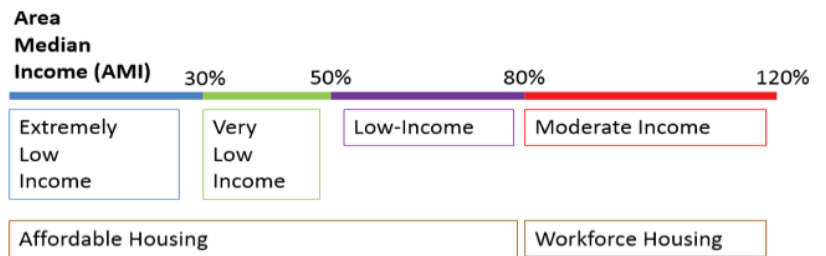 Area
Median
Income (AMI)
30%
50%
80%
120%
Extremely
Low
Income
Very
Low
Income
Low-Income
Moderate Income
Affordable Housing
Workforce Housing